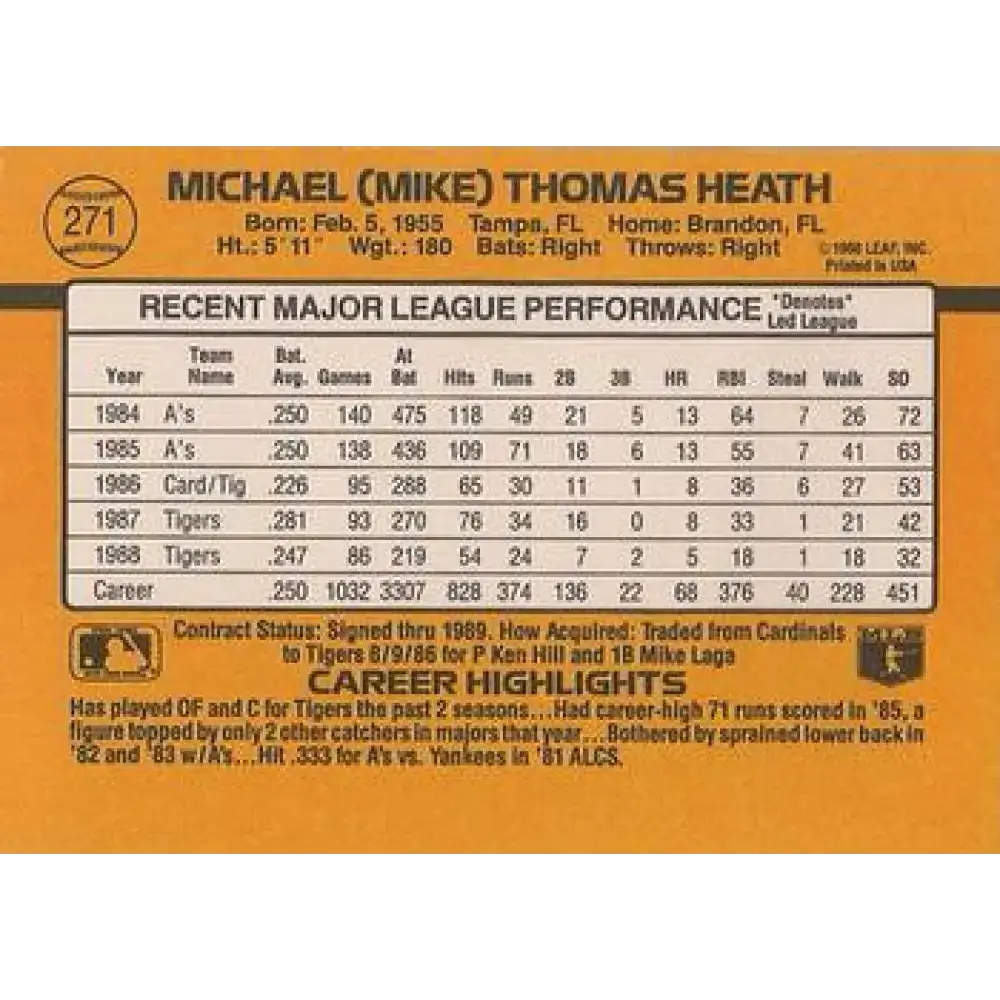 271
MICHAEL (MIKE) THOMAS HEATH
Born: Feb. 5, 1955 Tampa, FL Home: Brandon, FL
Ht.: 5'11" Wgt.: 180 Bats: Right Throws: Right
© 1988 LEAF, INC.
Printed in USA
RECENT MAJOR LEAGUE PERFORMANCE *Denotes*
Led League
Year Team Name Bat. Avg. Games At Bat Hits Runs 2B 3B HR RBI Steal Walk SO
1984 A's .250 140 475 118 49 21 5 13 64 7 26 72
1985 A's .250 138 436 109 71 18 6 13 55 7 41 63
1986 Card/Tig .226 95 288 65 30 11 1 8 36 6 27 53
1987 Tigers .281 93 270 76 34 16 0 8 33 1 21 42
1988 Tigers .247 86 219 54 24 7 2 5 18 1 18 32
Career .250 1032 3307 828 374 136 22 68 376 40 228 451
Contract Status: Signed thru 1989. How Acquired: Traded from Cardinals
to Tigers 8/9/86 for P Ken Hill and 1B Mike Laga
CAREER HIGHLIGHTS
Has played OF and C for Tigers the past 2 seasons...Had career-high 71 runs scored in '85, a
figure topped by only 2 other catchers in majors that year...Bothered by sprained lower back in
'82 and '83 w/A's...Hit .333 for A's vs. Yankees in '81 ALCS.